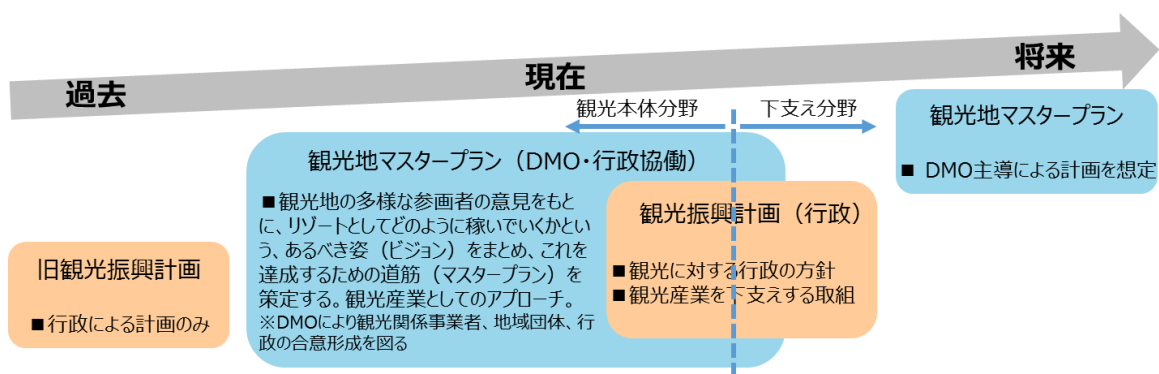 過去
現在
将来
観光本体分野
下支え分野
旧観光振興計画
■行政による計画のみ
観光地マスタープラン（DMO・行政協働）
■観光地の多様な参画者の意見をもと
に、リゾートとしてどのように稼いでいくかとい
う、あるべき姿（ビジョン）をまとめ、これを
達成するための道筋（マスタープラン）を
策定する。観光産業としてのアプローチ。
※DMOにより観光関係事業者、地域団体、行
政の合意形成を図る
観光振興計画（行政）
■観光に対する行政の方針
■観光産業を下支えする取組
観光地マスタープラン
■ DMO主導による計画を想定